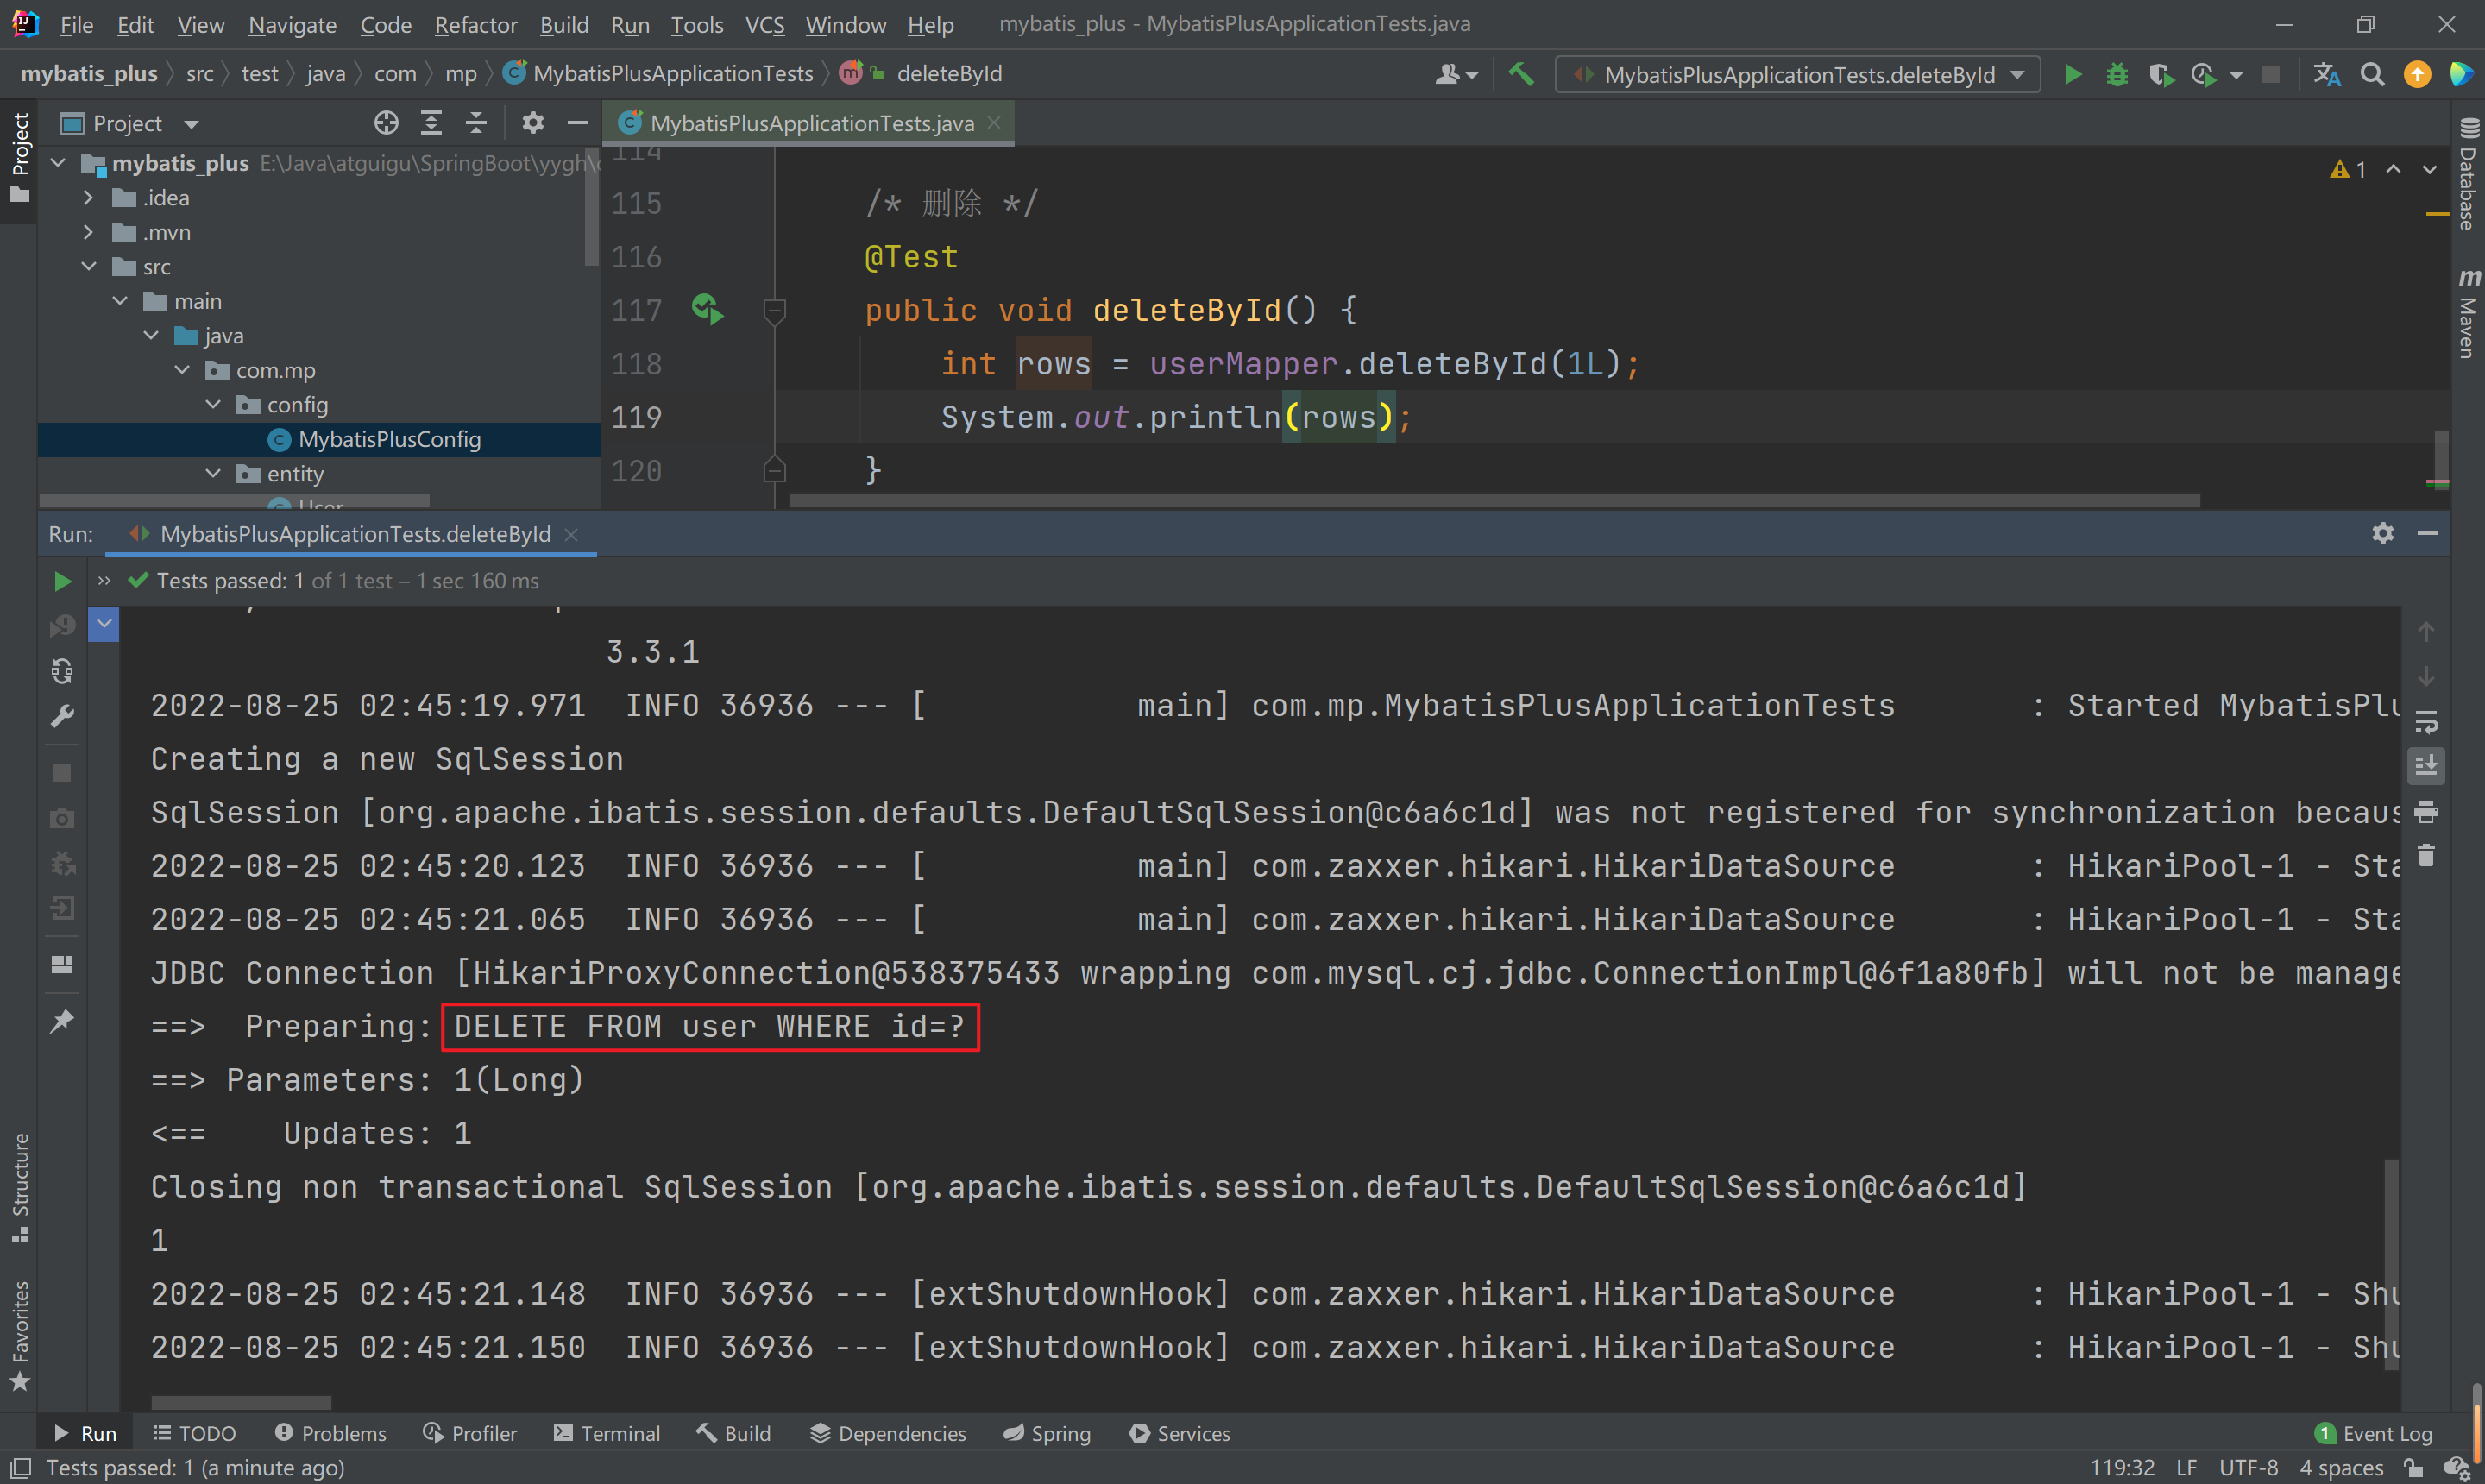 File Edit View Navigate Code Refactor Build Run Tools VCS Window Help mybatis_plus - MybatisPlusApplicationTests.java
mybatis_plus src test java com mp MybatisPlusApplicationTests deleteById MybatisPlusApplicationTests.deleteById
Project
Project
MybatisPlusApplicationTests.java
mybatis_plus E:\Java\atguigu\SpringBoot\yygh\
.idea
.mvn
src
main
java
com.mp
config
MybatisPlusConfig
entity
User
114
115 /* 删除 */
116 @Test
117 public void deleteById() {
118 int rows = userMapper.deleteById(1L);
119 System.out.println(rows);
120 }
1
Database
Maven
Run: MybatisPlusApplicationTests.deleteById
Tests passed: 1 of 1 test – 1 sec 160 ms
3.3.1
2022-08-25 02:45:19.971  INFO 36936 --- [           main] com.mp.MybatisPlusApplicationTests       : Started MybatisPlu
Creating a new SqlSession
SqlSession [org.apache.ibatis.session.defaults.DefaultSqlSession@c6a6c1d] was not registered for synchronization becaus
2022-08-25 02:45:20.123  INFO 36936 --- [           main] com.zaxxer.hikari.HikariDataSource       : HikariPool-1 - Sta
2022-08-25 02:45:21.065  INFO 36936 --- [           main] com.zaxxer.hikari.HikariDataSource       : HikariPool-1 - Sta
JDBC Connection [HikariProxyConnection@538375433 wrapping com.mysql.cj.jdbc.ConnectionImpl@6f1a80fb] will not be manage
==>  Preparing: DELETE FROM user WHERE id=?
==> Parameters: 1(Long)
<==    Updates: 1
Closing non transactional SqlSession [org.apache.ibatis.session.defaults.DefaultSqlSession@c6a6c1d]
1
2022-08-25 02:45:21.148  INFO 36936 --- [extShutdownHook] com.zaxxer.hikari.HikariDataSource       : HikariPool-1 - Shu
2022-08-25 02:45:21.150  INFO 36936 --- [extShutdownHook] com.zaxxer.hikari.HikariDataSource       : HikariPool-1 - Shu
Structure
Favorites
Run TODO Problems Profiler Terminal Build Dependencies Spring Services 1 Event Log
Tests passed: 1 (a minute ago) 119:32 LF UTF-8 4 spaces